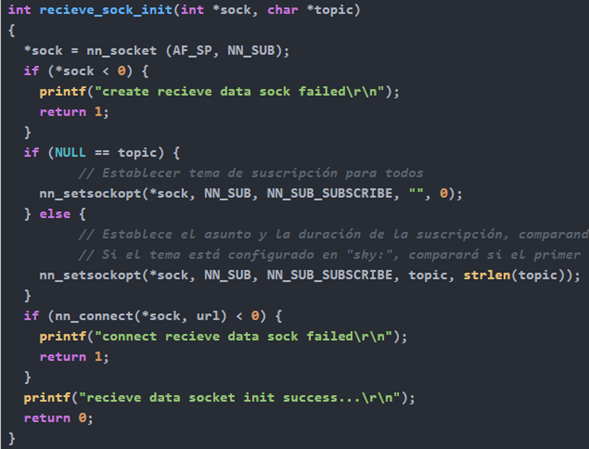 int recieve_sock_init(int *sock, char *topic)
{
  *sock = nn_socket (AF_SP, NN_SUB);
  if (*sock < 0) {
    printf("create recieve data sock failed\r\n");
    return 1;
  }
  if (NULL == topic) {
        // Establecer tema de suscripción para todos
    nn_setsockopt(*sock, NN_SUB, NN_SUB_SUBSCRIBE, "", 0);
  } else {
        // Establece el asunto y la duración de la suscripción, comparand
        // Si el tema está configurado en "sky:", comparará si el primer
    nn_setsockopt(*sock, NN_SUB, NN_SUB_SUBSCRIBE, topic, strlen(topic));
  }
  if (nn_connect(*sock, url) < 0) {
    printf("connect recieve data sock failed\r\n");
    return 1;
  }
  printf("recieve data socket init success...\r\n");
  return 0;
}